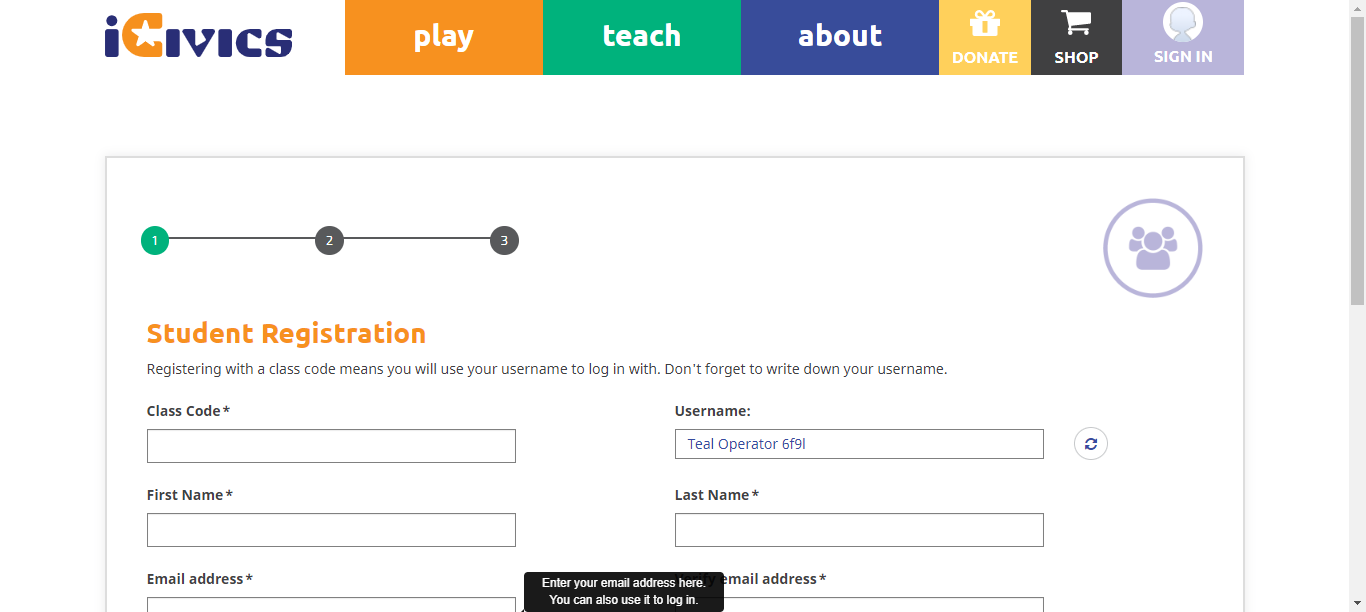 iCivics
play
teach
about
DONATE
SHOP
SIGN IN
1
2
3
Student Registration
Registering with a class code means you will use your username to log in with. Don't forget to write down your username.
Class Code*
Username:
Teal Operator 6f9l
First Name*
Last Name*
Email address*
Enter your email address here.
You can also use it to log in.
email address*